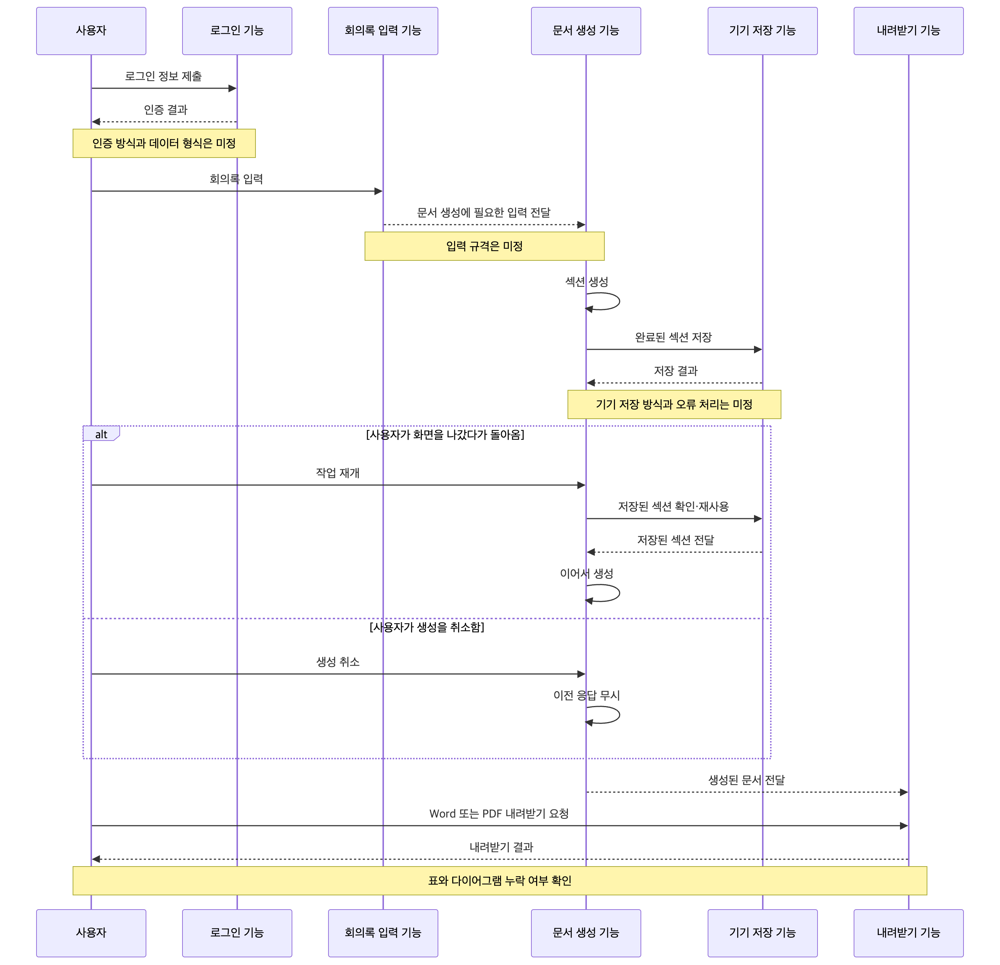 사용자
로그인 기능
회의록 입력 기능
문서 생성 기능
기기 저장 기능
내려받기 기능
로그인 정보 제출
인증 결과
인증 방식과 데이터 형식은 미정
회의록 입력
문서 생성에 필요한 입력 전달
입력 규격은 미정
섹션 생성
완료된 섹션 저장
저장 결과
기기 저장 방식과 오류 처리는 미정
alt
[사용자가 화면을 나갔다가 돌아옴]
작업 재개
저장된 섹션 확인·재사용
저장된 섹션 전달
이어서 생성
[사용자가 생성을 취소함]
생성 취소
이전 응답 무시
생성된 문서 전달
Word 또는 PDF 내려받기 요청
내려받기 결과
표와 다이어그램 누락 여부 확인
사용자
로그인 기능
회의록 입력 기능
문서 생성 기능
기기 저장 기능
내려받기 기능